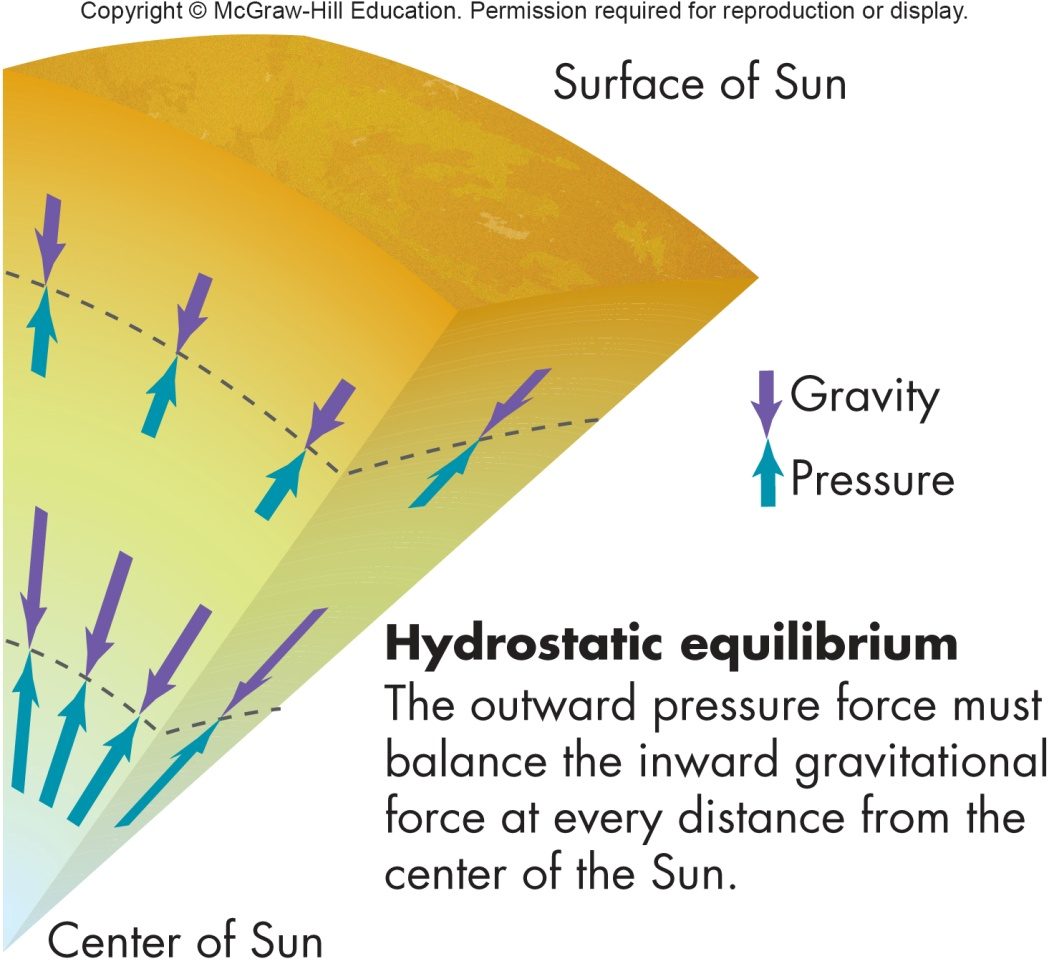 Copyright © McGraw-Hill Education. Permission required for reproduction or display.
Surface of Sun
Gravity
Pressure
Hydrostatic equilibrium
The outward pressure force must
balance the inward gravitational
force at every distance from the
center of the Sun.
Center of Sun